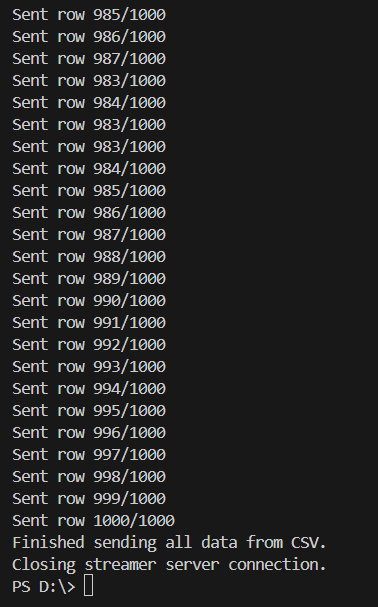 Sent row 985/1000
Sent row 986/1000
Sent row 987/1000
Sent row 983/1000
Sent row 984/1000
Sent row 983/1000
Sent row 983/1000
Sent row 984/1000
Sent row 985/1000
Sent row 986/1000
Sent row 987/1000
Sent row 988/1000
Sent row 989/1000
Sent row 990/1000
Sent row 991/1000
Sent row 992/1000
Sent row 993/1000
Sent row 994/1000
Sent row 995/1000
Sent row 996/1000
Sent row 997/1000
Sent row 998/1000
Sent row 999/1000
Sent row 1000/1000
Finished sending all data from CSV.
Closing streamer server connection.
PS D:\>